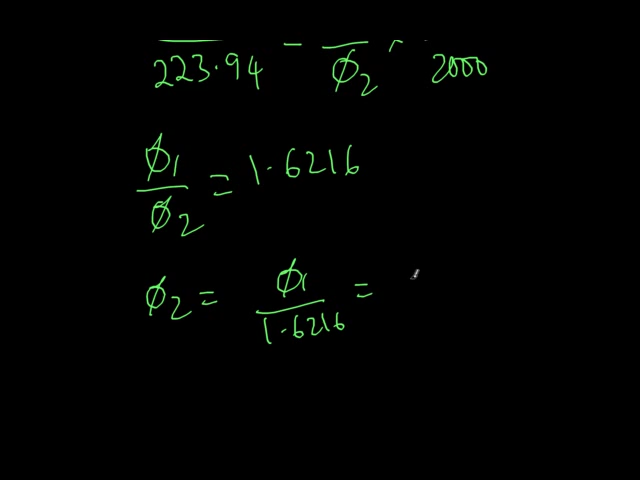 223.94 = ϕ2 2000
ϕ1/ϕ2 = 1.6216
ϕ2 = ϕ1/1.6216 =